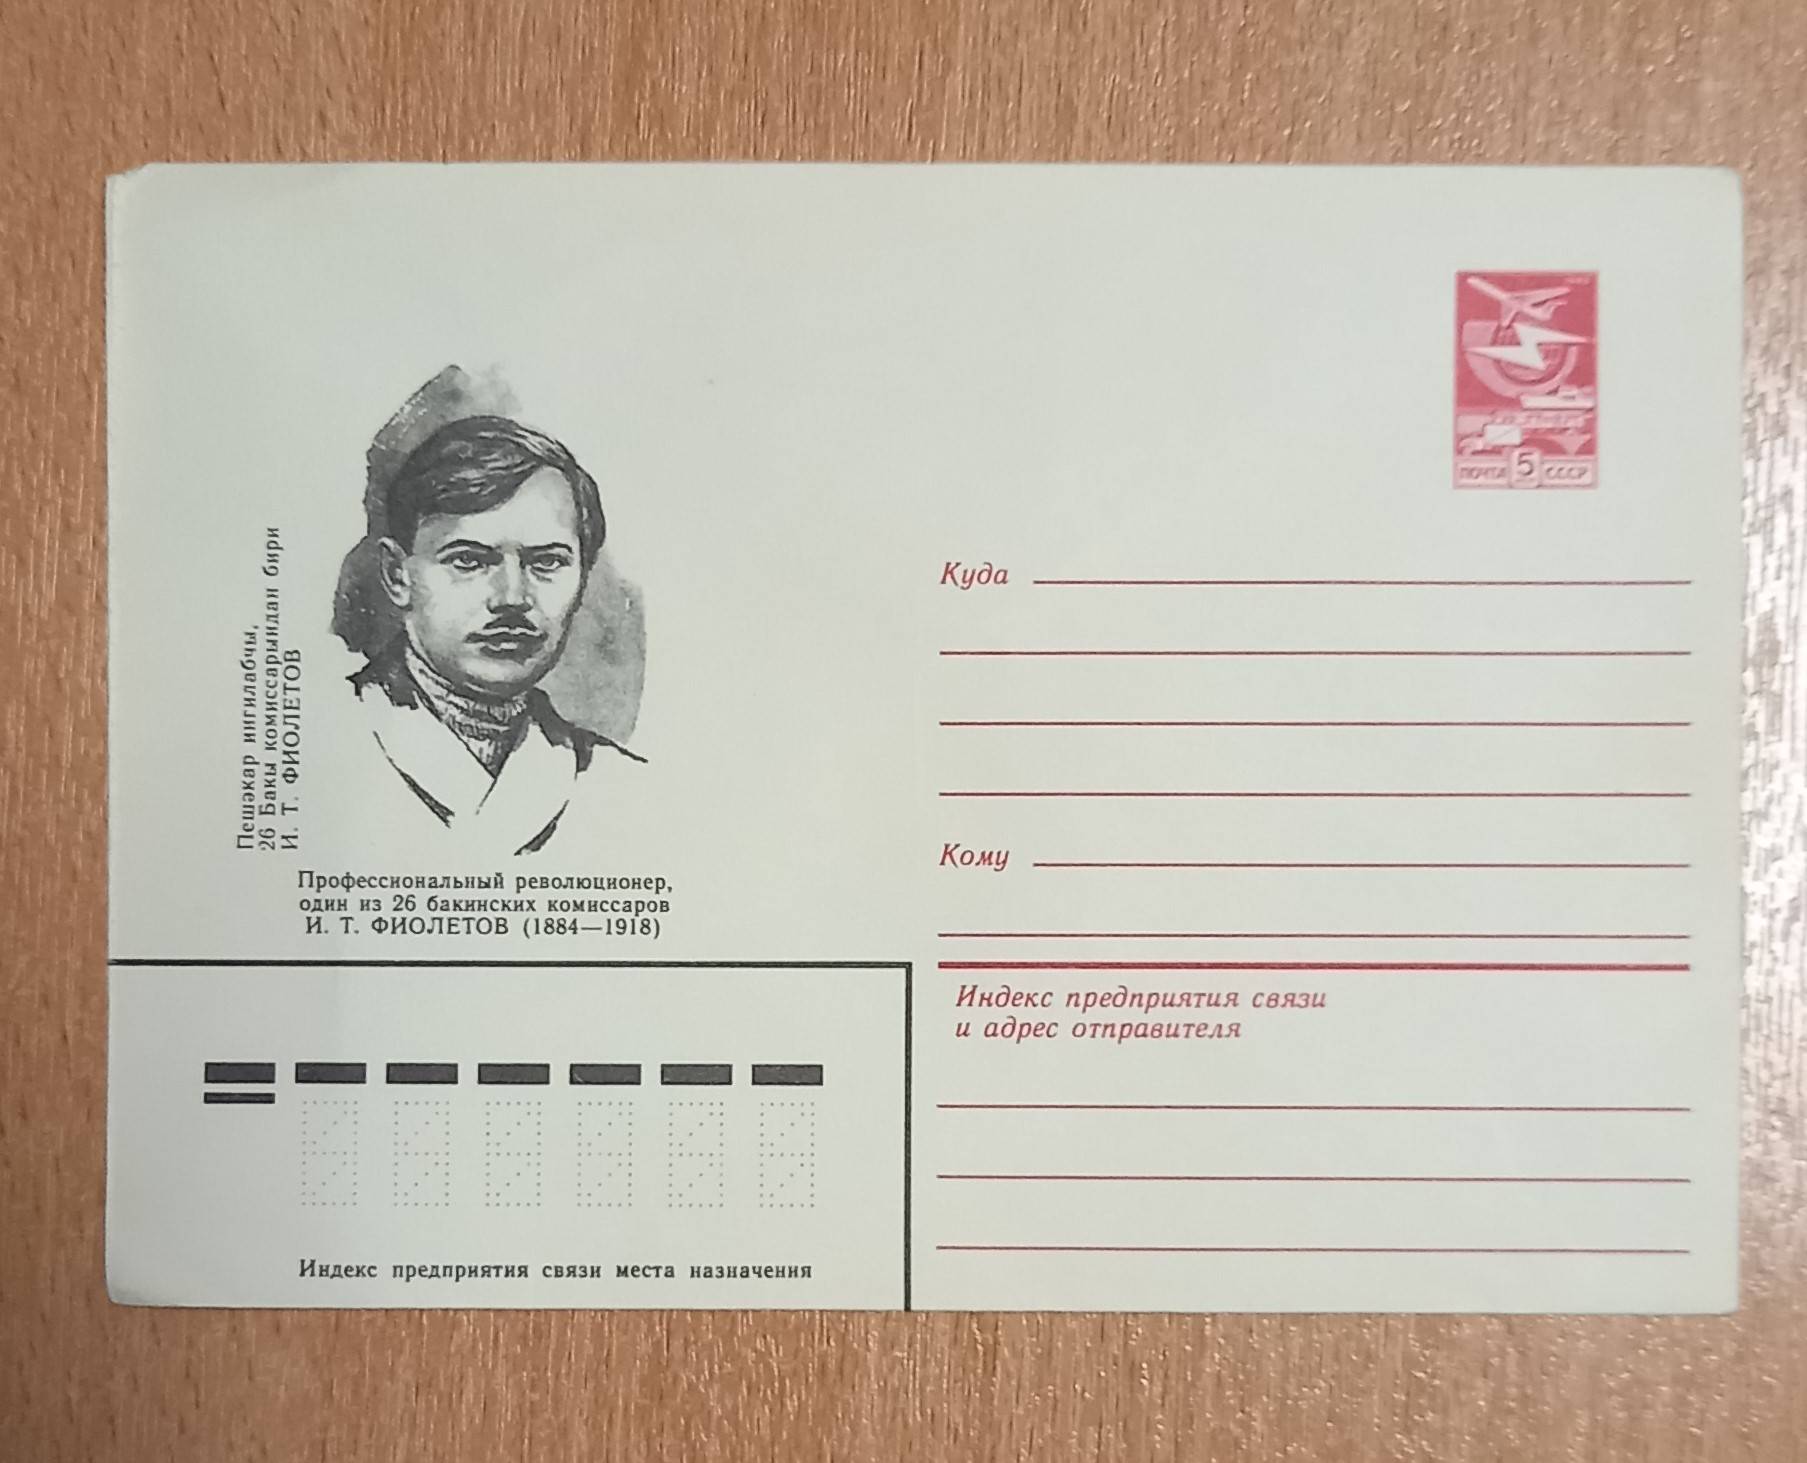 ПОЧТА 5 СССР
Пешәкар ингилабчы,
26 Бакы комиссарындан бири
И. Т. ФИОЛЕТОВ
Профессиональный революционер,
один из 26 бакинских комиссаров
И. Т. ФИОЛЕТОВ (1884—1918)
Куда
Кому
Индекс предприятия связи
и адрес отправителя
Индекс предприятия связи места назначения